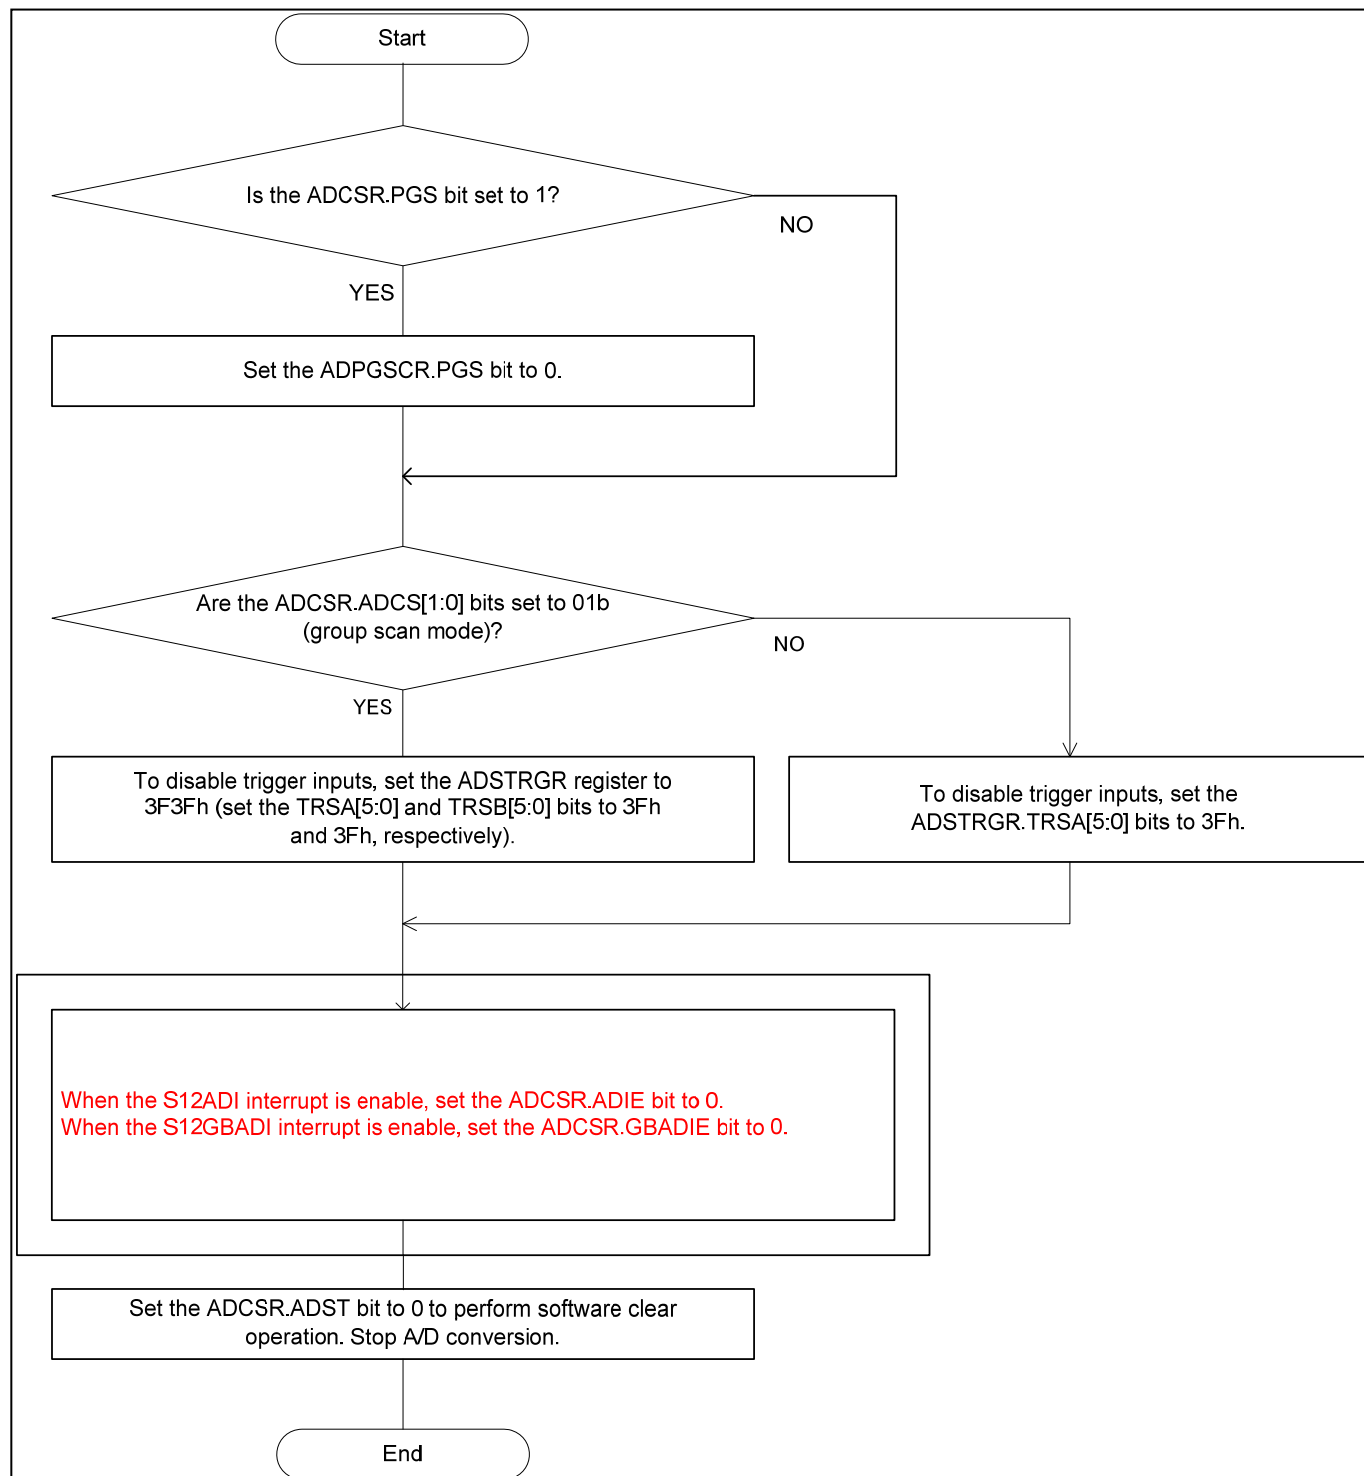 Start
Is the ADCSR.PGS bit set to 1?
NO
YES
Set the ADPGSCR.PGS bit to 0.
Are the ADCSR.ADCS[1:0] bits set to 01b
(group scan mode)?
NO
YES
To disable trigger inputs, set the ADSTRGR register to
3F3Fh (set the TRSA[5:0] and TRSB[5:0] bits to 3Fh
and 3Fh, respectively).
To disable trigger inputs, set the
ADSTRGR.TRSA[5:0] bits to 3Fh.
When the S12ADI interrupt is enable, set the ADCSR.ADIE bit to 0.
When the S12GBADI interrupt is enable, set the ADCSR.GBADIE bit to 0.
Set the ADCSR.ADST bit to 0 to perform software clear
operation. Stop A/D conversion.
End